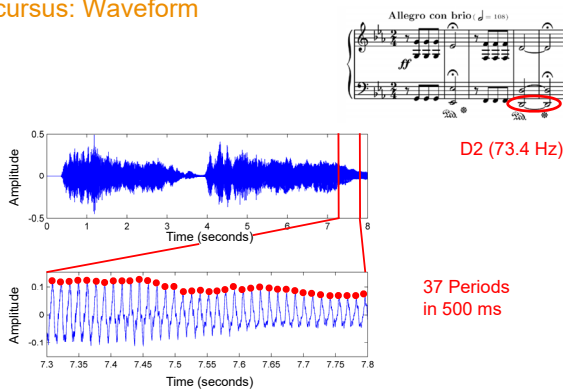 cursus: Waveform
Allegro con brio (𝅗𝅥 = 108)
ff
D2 (73.4 Hz)
Amplitude
0.5
0
-0.5
0 1 2 3 4 5 6 7 8
Time (seconds)
Amplitude
0.1
0
-0.1
7.3 7.35 7.4 7.45 7.5 7.55 7.6 7.65 7.7 7.75 7.8
Time (seconds)
37 Periods
in 500 ms